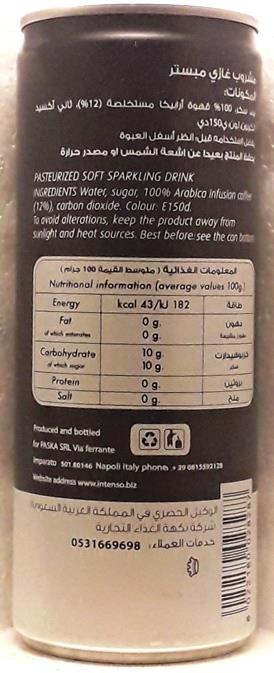 مشروب غازي مبستر
المكونات:
سكر، 100% قهوة أرابيكا مستخلصة (12%)، ثاني أكسيد
الكربون لون ي150دي
يفضل استخدامه قبل: انظر أسفل العبوة
يحفظ المنتج بعيدا عن اشعة الشمس او مصدر حرارة
PASTEURIZED SOFT SPARKLING DRINK
INGREDIENTS Water, sugar, 100% Arabica infusion coffee
(12%), carbon dioxide. Colour: E150d.
To avoid alterations, keep the product away from
sunlight and heat sources. Best before: see the can bottom
المعلومات الغذائية ( متوسط القيمة 100 جرام )
Nutritional information (average values 100g.)
Energy kcal 43/kJ 182 طاقة
Fat 0 g. دهون
of which saturates 0 g. دهون مشبعة
Carbohydrate 10 g. كربوهيدارت
of which sugar 10 g. سكر
Protein 0 g. بروتين
Salt 0 g. ملح
Produced and bottled
for PASKA SRL Via ferrante
imparato 501.80146 Napoli Italy phone: + 39 0815592128
Website address www.intenso.biz
الوكيل الحصري في المملكة العربية السعودية
شركة نكهة الغذاء التجارية
خدمات العملاء: 0531669698